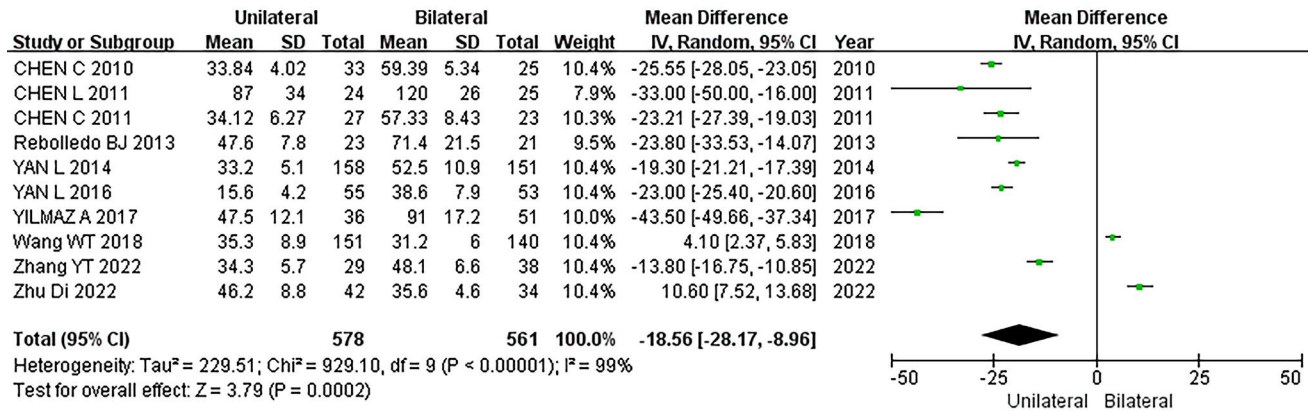 Unilateral Bilateral Mean Difference Mean Difference
Study or Subgroup Mean SD Total Mean SD Total Weight IV, Random, 95% CI Year IV, Random, 95% CI
CHEN C 2010 33.84 4.02 33 59.39 5.34 25 10.4% -25.55 [-28.05, -23.05] 2010
CHEN L 2011 87 34 24 120 26 25 7.9% -33.00 [-50.00, -16.00] 2011
CHEN C 2011 34.12 6.27 27 57.33 8.43 23 10.3% -23.21 [-27.39, -19.03] 2011
Rebolledo BJ 2013 47.6 7.8 23 71.4 21.5 21 9.5% -23.80 [-33.53, -14.07] 2013
YAN L 2014 33.2 5.1 158 52.5 10.9 151 10.4% -19.30 [-21.21, -17.39] 2014
YAN L 2016 15.6 4.2 55 38.6 7.9 53 10.4% -23.00 [-25.40, -20.60] 2016
YILMAZ A 2017 47.5 12.1 36 91 17.2 51 10.0% -43.50 [-49.66, -37.34] 2017
Wang WT 2018 35.3 8.9 151 31.2 6 140 10.4% 4.10 [2.37, 5.83] 2018
Zhang YT 2022 34.3 5.7 29 48.1 6.6 38 10.4% -13.80 [-16.75, -10.85] 2022
Zhu Di 2022 46.2 8.8 42 35.6 4.6 34 10.4% 10.60 [7.52, 13.68] 2022
Total (95% CI) 578 561 100.0% -18.56 [-28.17, -8.96]
Heterogeneity: Tau² = 229.51; Chi² = 929.10, df = 9 (P < 0.00001); I² = 99%
Test for overall effect: Z = 3.79 (P = 0.0002)
-50 -25 0 25 50
Unilateral Bilateral